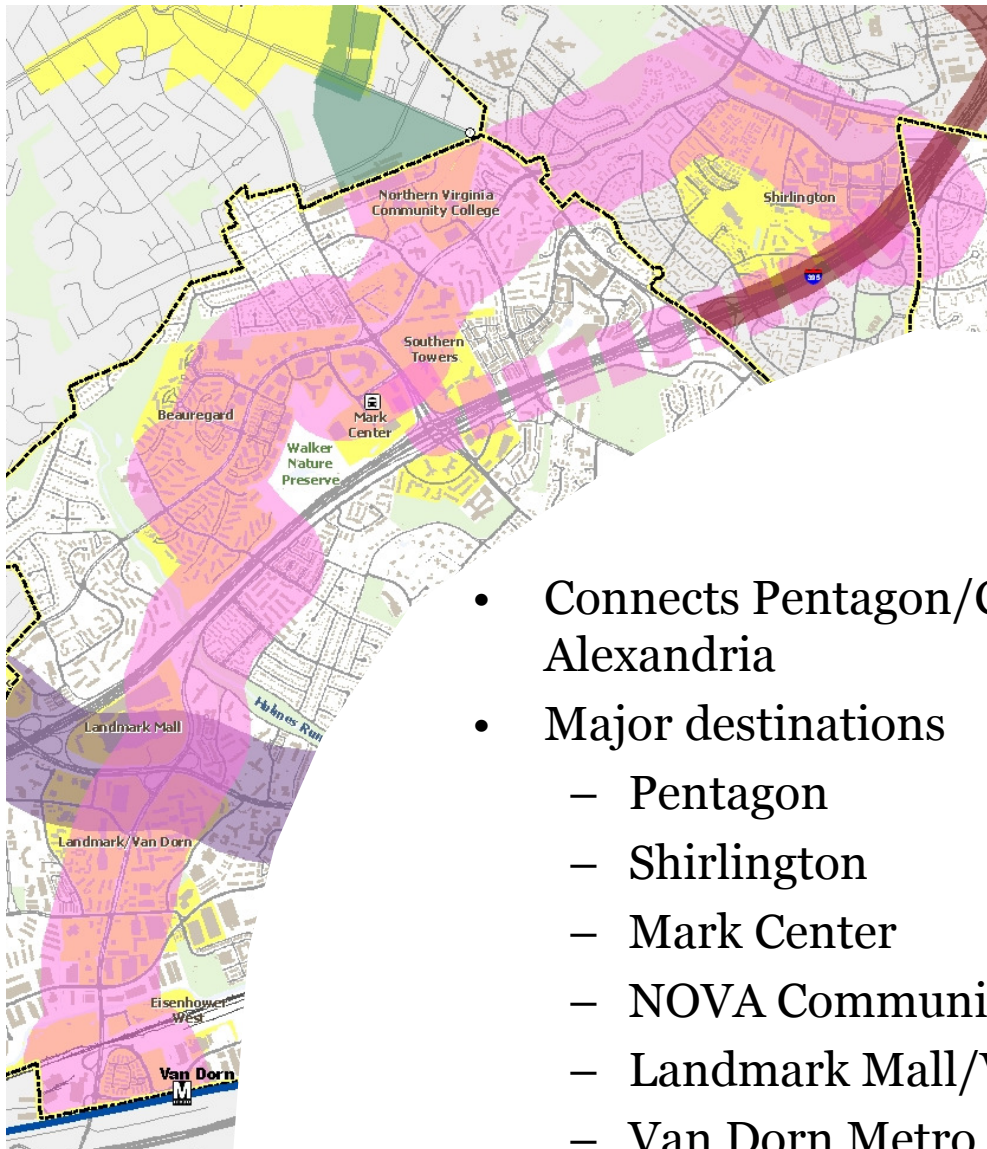 Northern Virginia
Community College
Shirlington
395
Southern
Towers
Beauregard
Mark
Center
Walker
Nature
Preserve
Holmes Run
Landmark Mall
Landmark/Van Dorn
Eisenhower
West
Van Dorn
M
• Connects Pentagon/
Alexandria
• Major destinations
– Pentagon
– Shirlington
– Mark Center
– NOVA Communi
– Landmark Mall/
– Van Dorn Metro